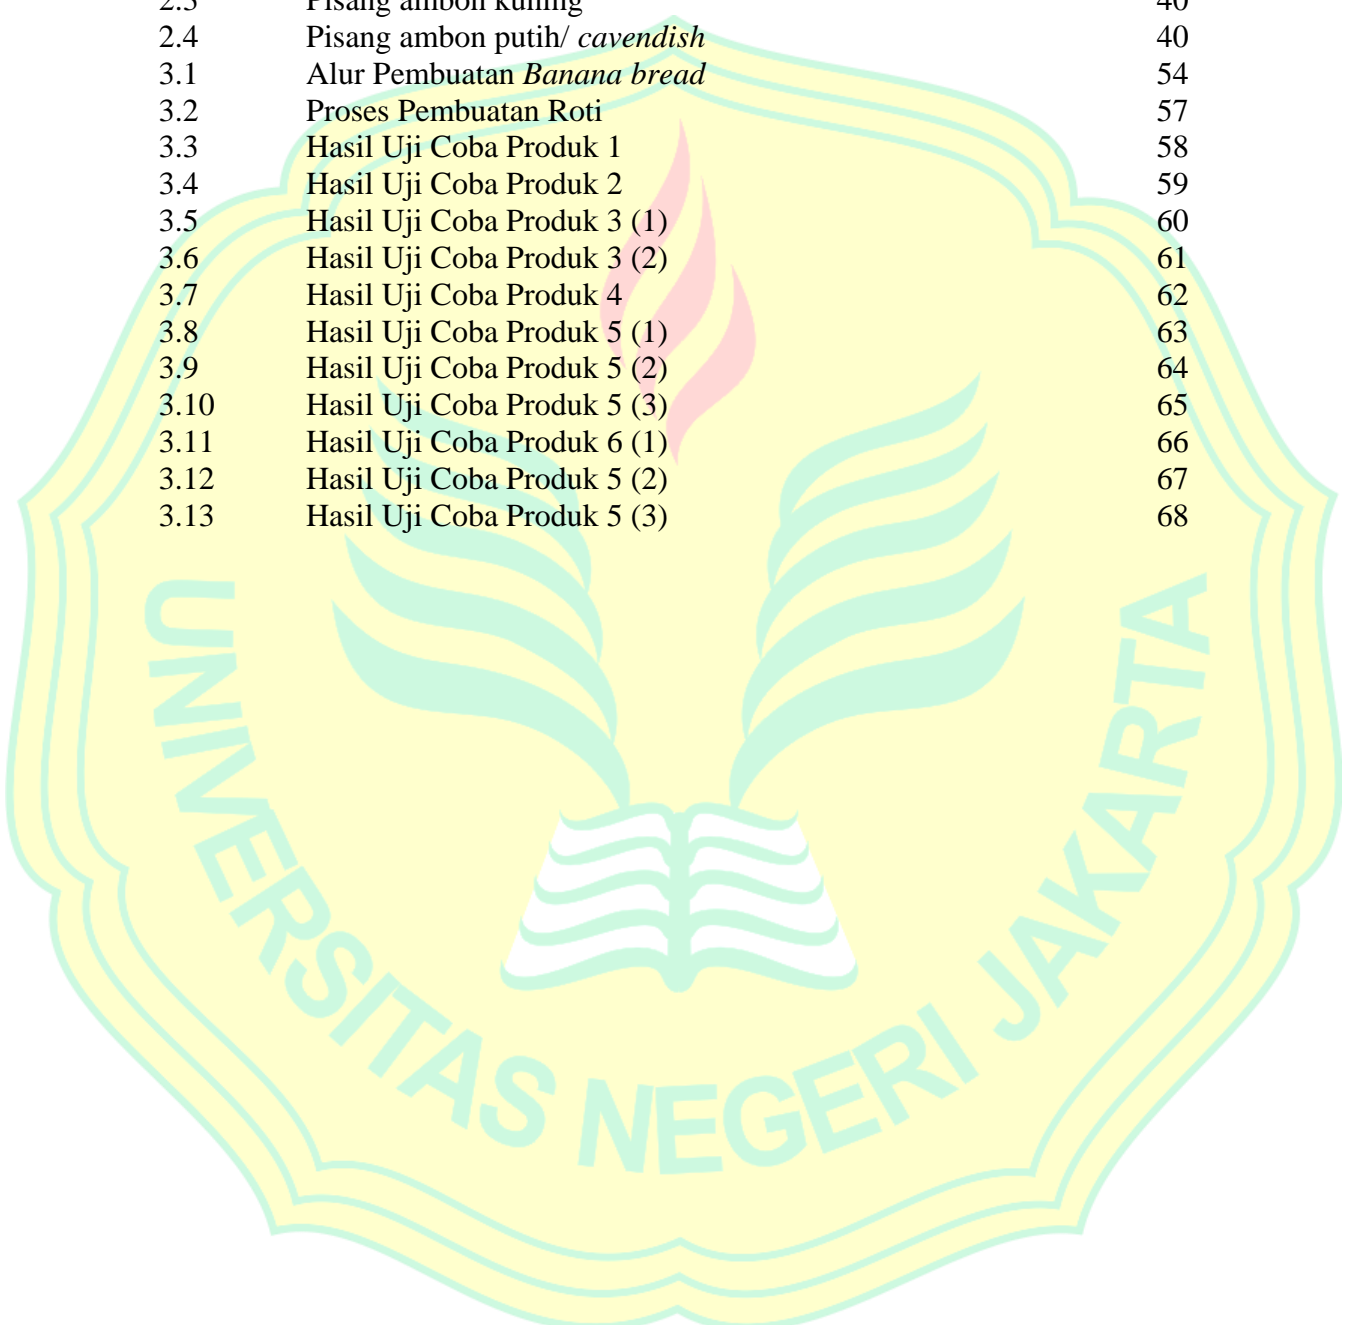 2.3 Pisang ambon kuning 40
2.4 Pisang ambon putih/ cavendish 40
3.1 Alur Pembuatan Banana bread 54
3.2 Proses Pembuatan Roti 57
3.3 Hasil Uji Coba Produk 1 58
3.4 Hasil Uji Coba Produk 2 59
3.5 Hasil Uji Coba Produk 3 (1) 60
3.6 Hasil Uji Coba Produk 3 (2) 61
3.7 Hasil Uji Coba Produk 4 62
3.8 Hasil Uji Coba Produk 5 (1) 63
3.9 Hasil Uji Coba Produk 5 (2) 64
3.10 Hasil Uji Coba Produk 5 (3) 65
3.11 Hasil Uji Coba Produk 6 (1) 66
3.12 Hasil Uji Coba Produk 5 (2) 67
3.13 Hasil Uji Coba Produk 5 (3) 68
UNIVERSITAS NEGERI JAKARTA